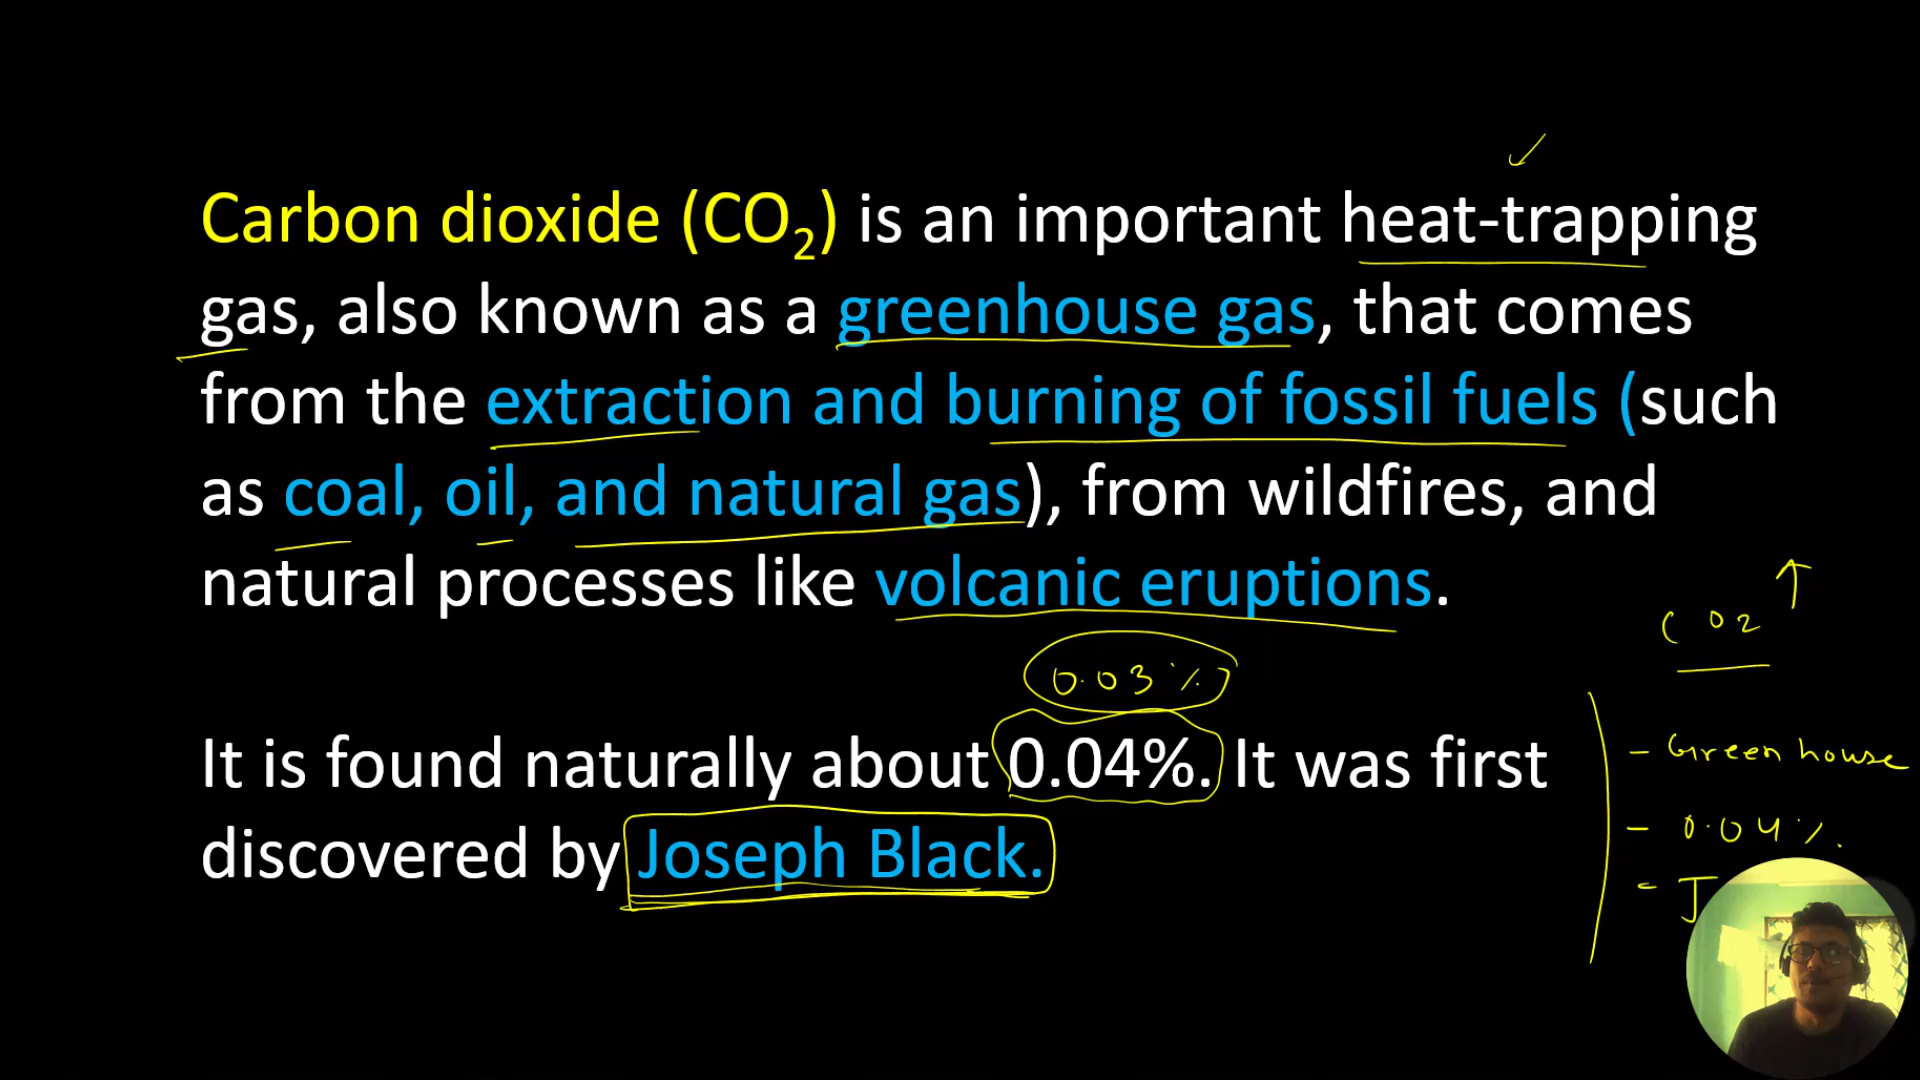 Carbon dioxide (CO₂) is an important heat-trapping
gas, also known as a greenhouse gas, that comes
from the extraction and burning of fossil fuels (such
as coal, oil, and natural gas), from wildfires, and
natural processes like volcanic eruptions.
CO2 ↑
0.03%
It is found naturally about 0.04%. It was first
discovered by Joseph Black.
- Green house
- 0.04%.
- J